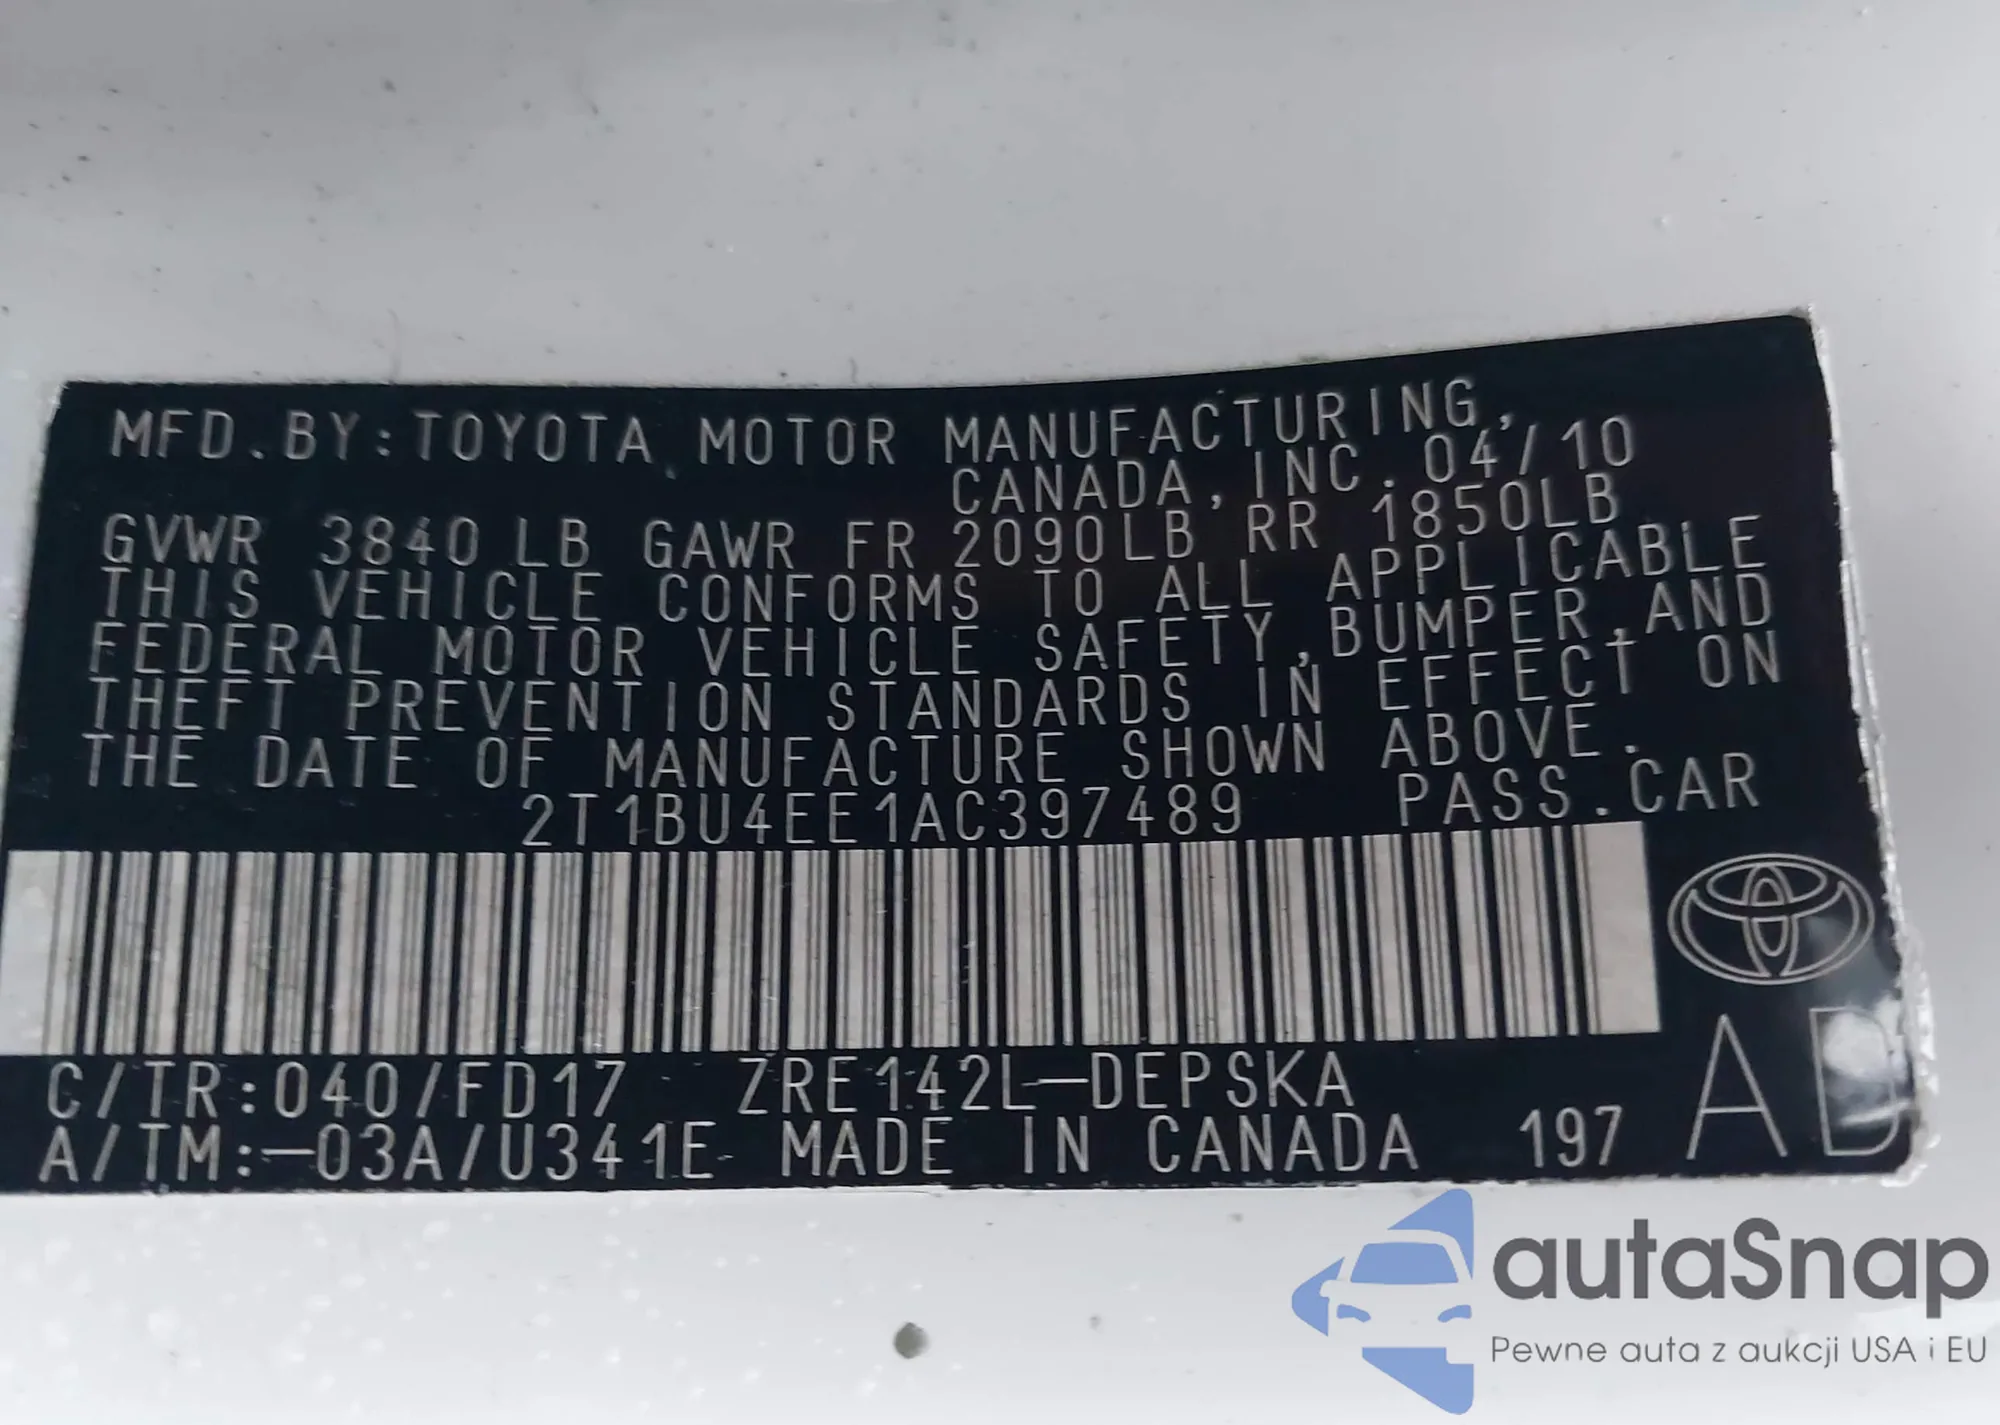 MFD.BY:TOYOTA MOTOR MANUFACTURING,
CANADA,INC.04/10
GVWR 3840LB GAWR FR 2090LB RR 1850LB
THIS VEHICLE CONFORMS TO ALL APPLICABLE
FEDERAL MOTOR VEHICLE SAFETY,BUMPER,AND
THEFT PREVENTION STANDARDS IN EFFECT ON
THE DATE OF MANUFACTURE SHOWN ABOVE.
2T1BU4EE1AC397489 PASS.CAR
C/TR:040/FD17 ZRE142L-DEPSKA
A/TM:-03A/U341E MADE IN CANADA 197 AD
autaSnap
Pewne auta z aukcji USA i EU